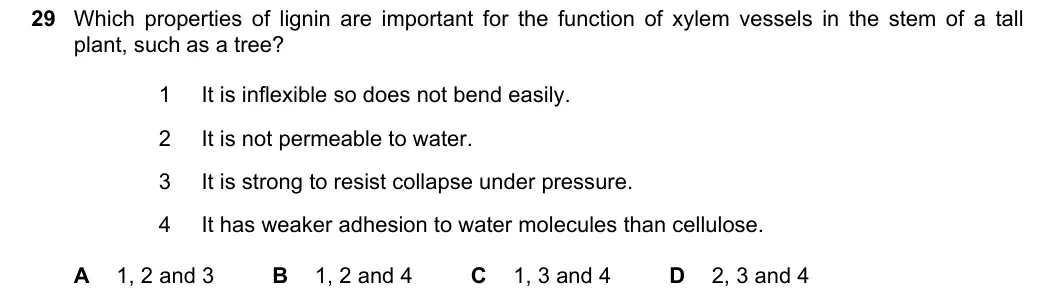 29 Which properties of lignin are important for the function of xylem vessels in the stem of a tall
plant, such as a tree?
1 It is inflexible so does not bend easily.
2 It is not permeable to water.
3 It is strong to resist collapse under pressure.
4 It has weaker adhesion to water molecules than cellulose.
A 1, 2 and 3 B 1, 2 and 4 C 1, 3 and 4 D 2, 3 and 4